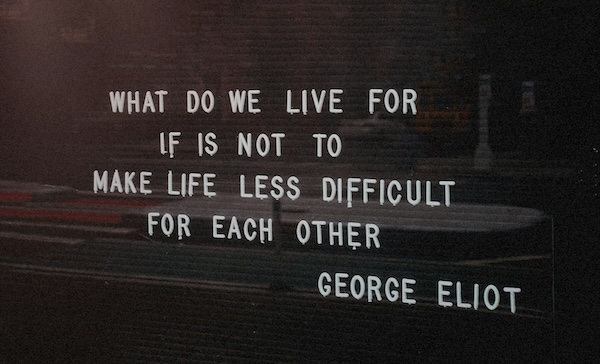 WHAT DO WE LIVE FOR
IF IS NOT TO
MAKE LIFE LESS DIFFICULT
FOR EACH OTHER
GEORGE ELIOT